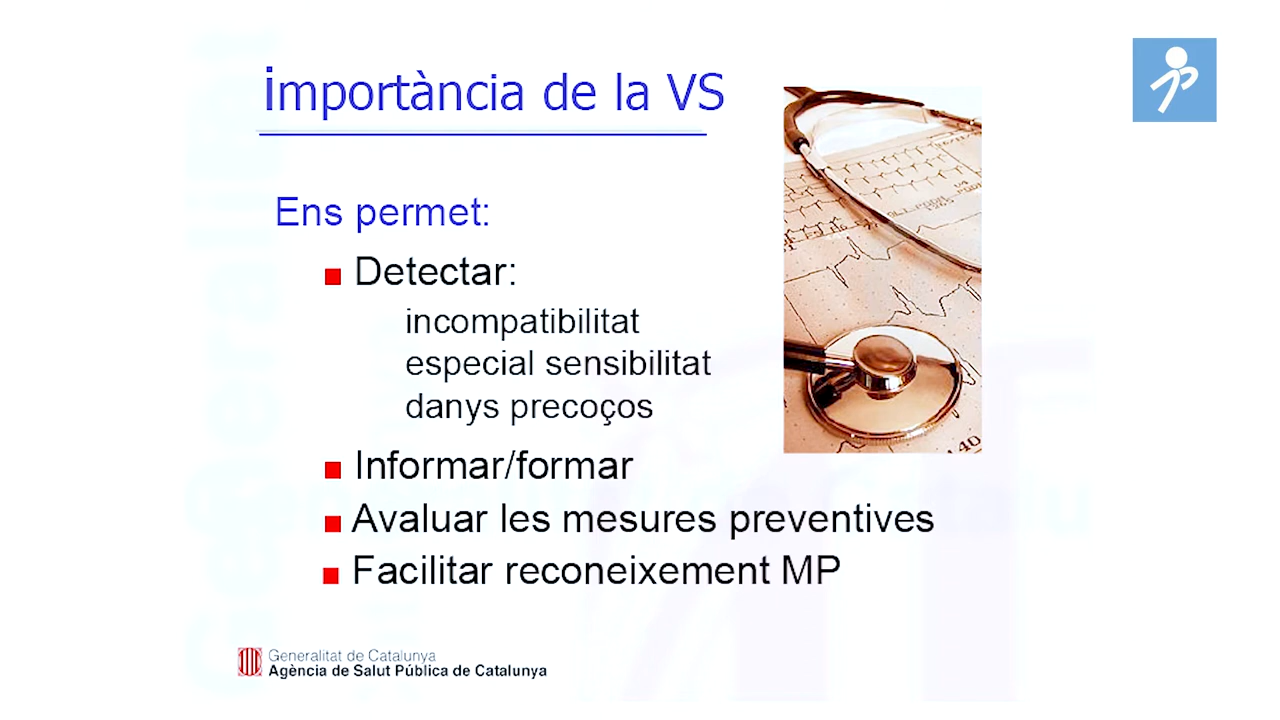 importància de la VS
Ens permet:
Detectar:
incompatibilitat
especial sensibilitat
danys precoços
Informar/formar
Avaluar les mesures preventives
Facilitar reconeixement MP
Generalitat de Catalunya
Agència de Salut Pública de Catalunya